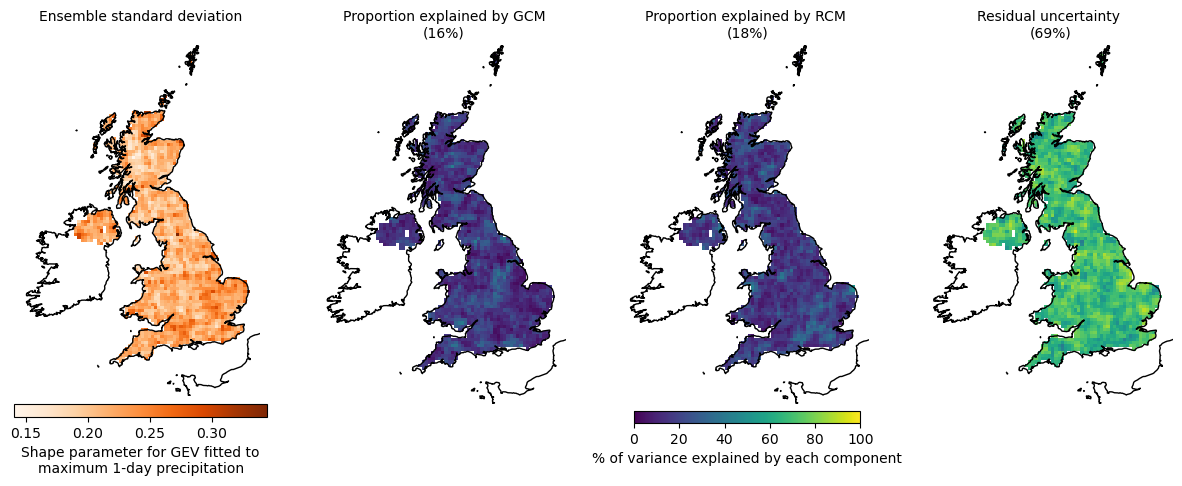 Ensemble standard deviation
Proportion explained by GCM
(16%)
Proportion explained by RCM
(18%)
Residual uncertainty
(69%)
0.15 0.20 0.25 0.30
Shape parameter for GEV fitted to
maximum 1-day precipitation
0 20 40 60 80 100
% of variance explained by each component